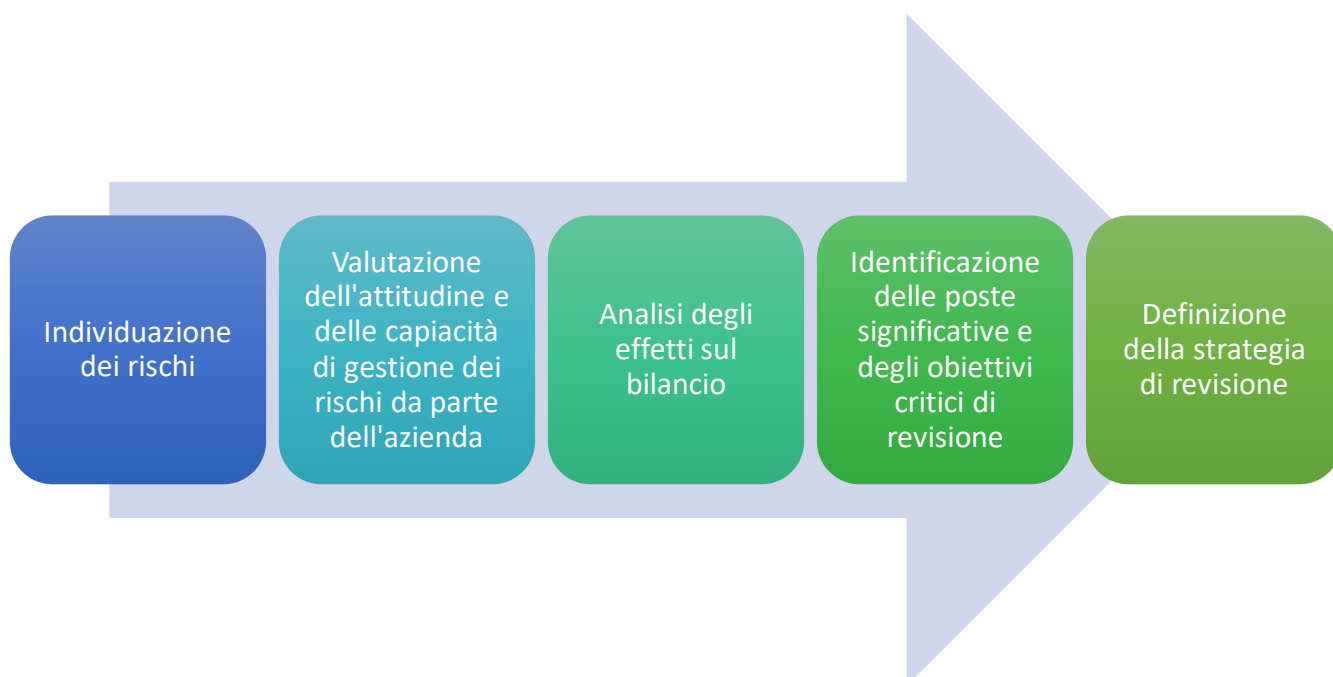 Individuazione
dei rischi
Valutazione
dell'attitudine e
delle capiacità
di gestione dei
rischi da parte
dell'azienda
Analisi degli
effetti sul
bilancio
Identificazione
delle poste
significative e
degli obiettivi
critici di
revisione
Definizione
della strategia
di revisione